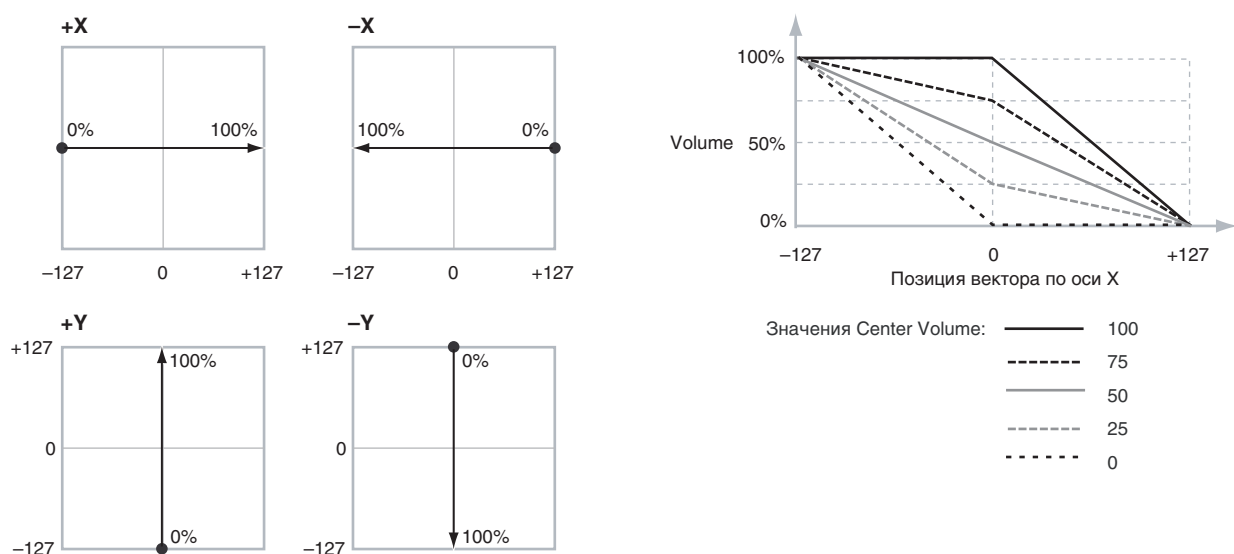 +X
0% 100%
–127 0 +127
–X
100% 0%
–127 0 +127
+Y
+127
100%
0
0%
–127
–Y
+127
0%
0
100%
–127
100%
Volume 50%
0%
–127 0 +127
Позиция вектора по оси X
Значения Center Volume: 100
75
50
25
0